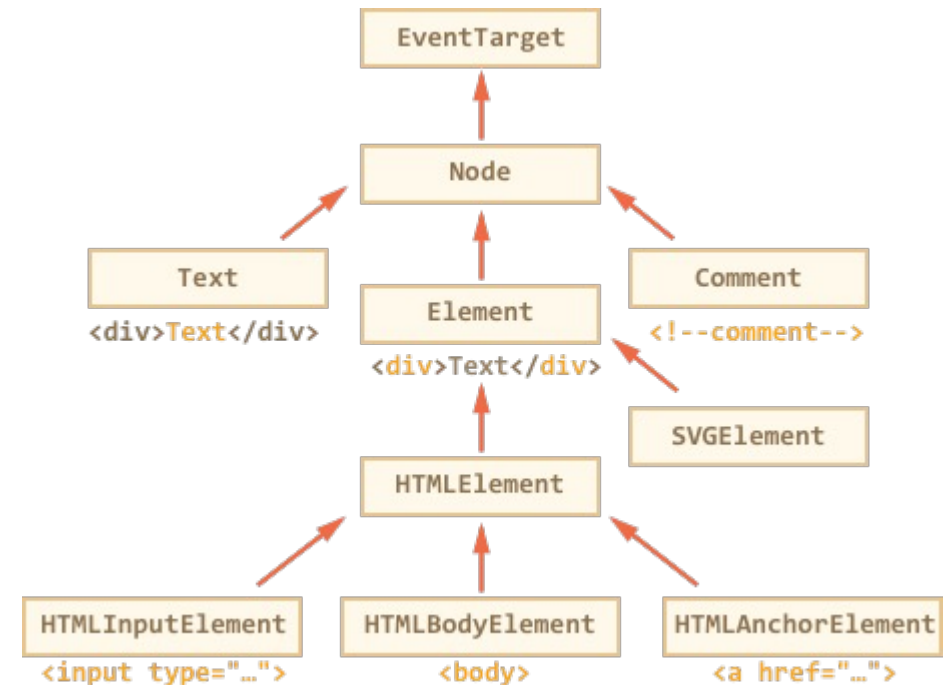 EventTarget
Node
Text
Comment
<div>Text</div>
Element
<!--comment-->
<div>Text</div>
SVGElement
HTMLElement
HTMLInputElement
HTMLBodyElement
HTMLAnchorElement
<input type="…">
<body>
<a href="…">